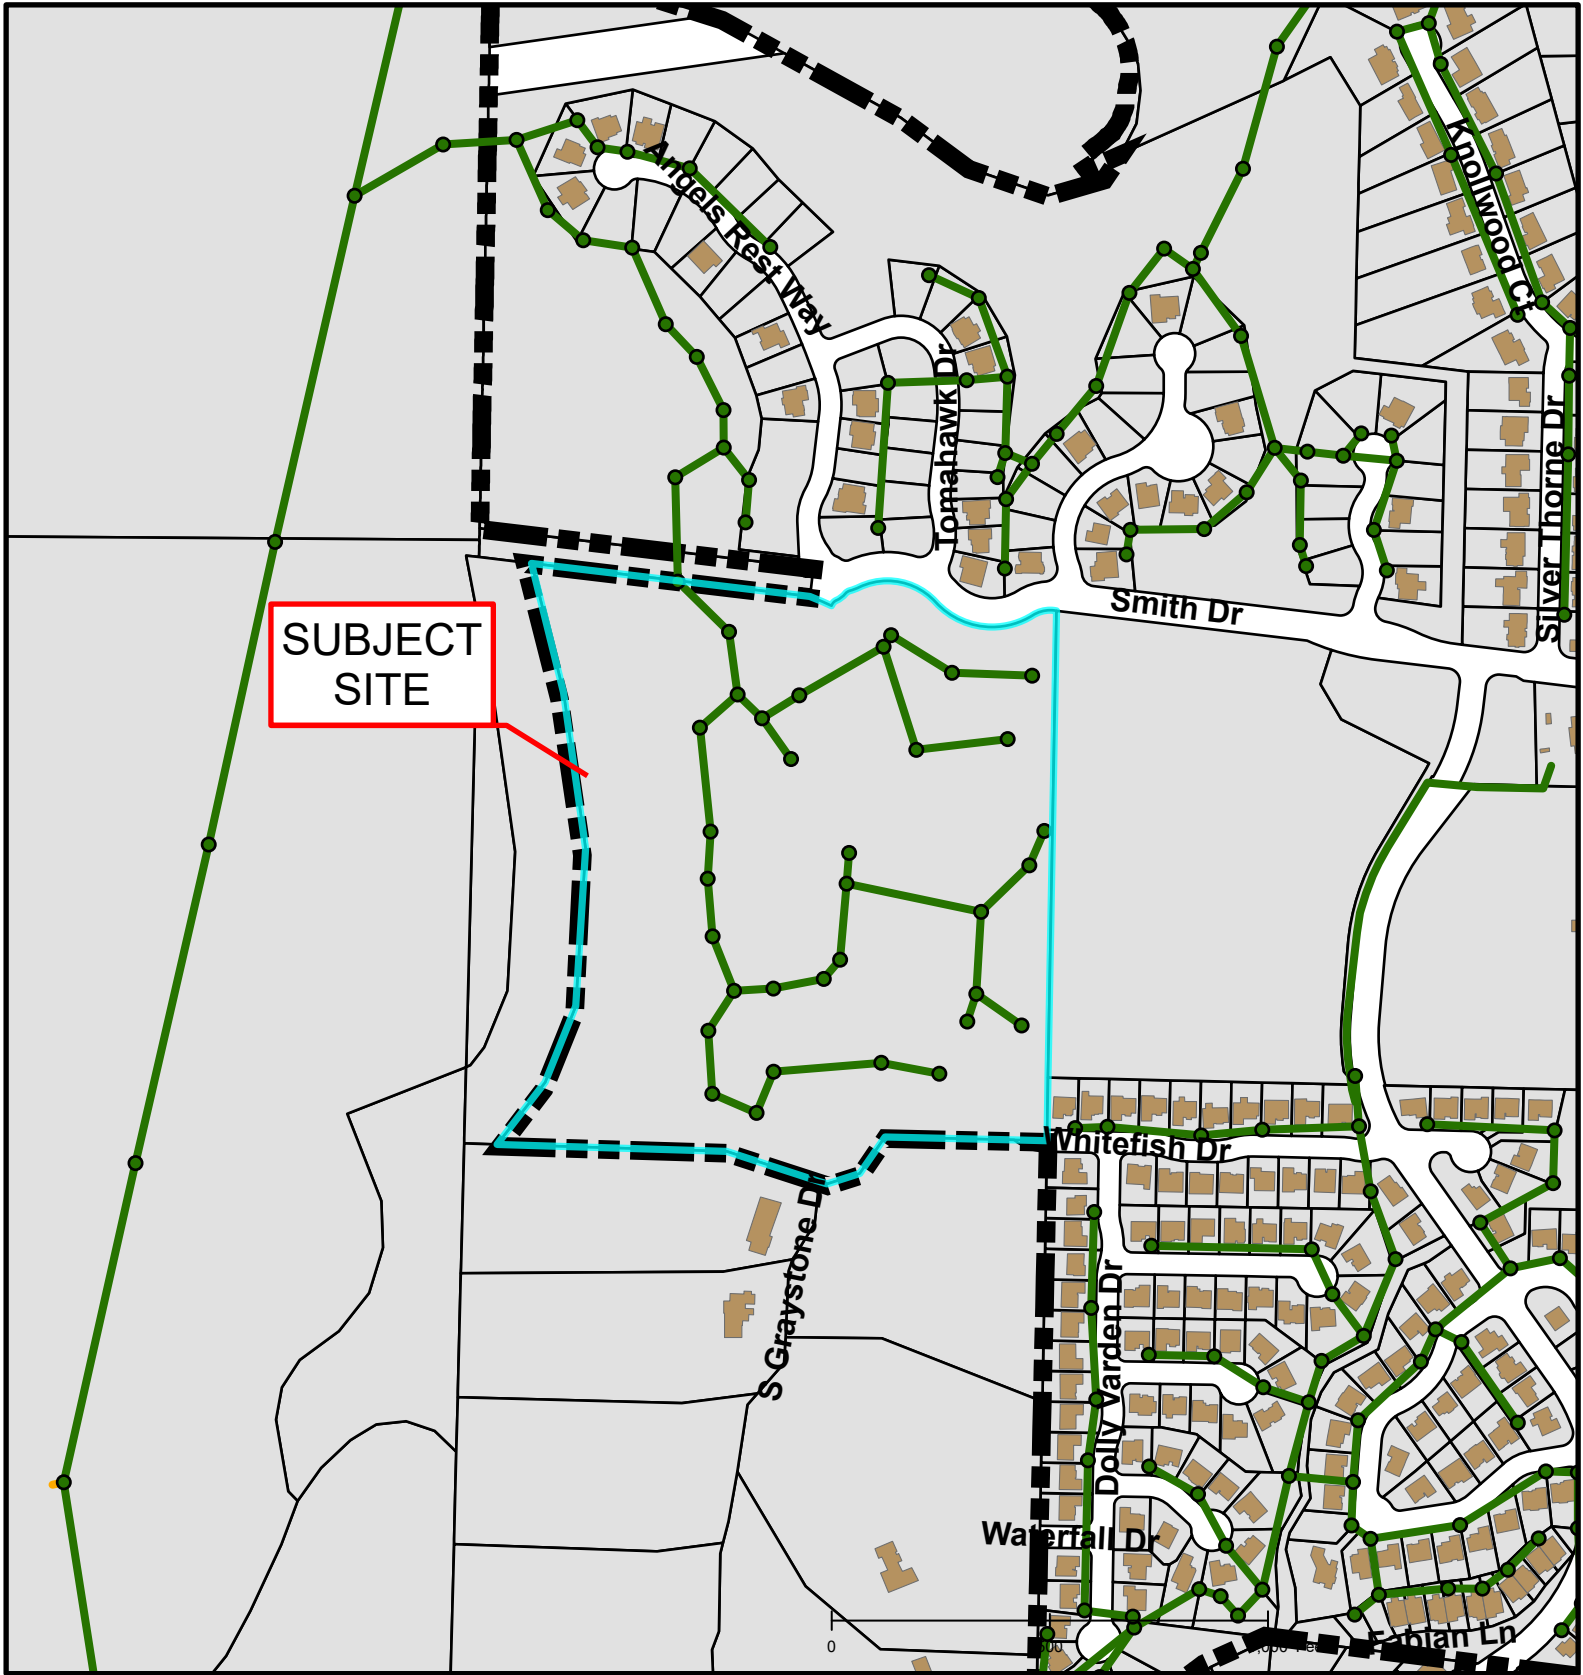 Knollwood Ct
Angels Rest Way
Tomahawk Dr
Silver Thorne Dr
Smith Dr
SUBJECT
SITE
Whitefish Dr
S Graystone Dr
Dolly Varden Dr
Waterfall Dr
Fabian Ln
0